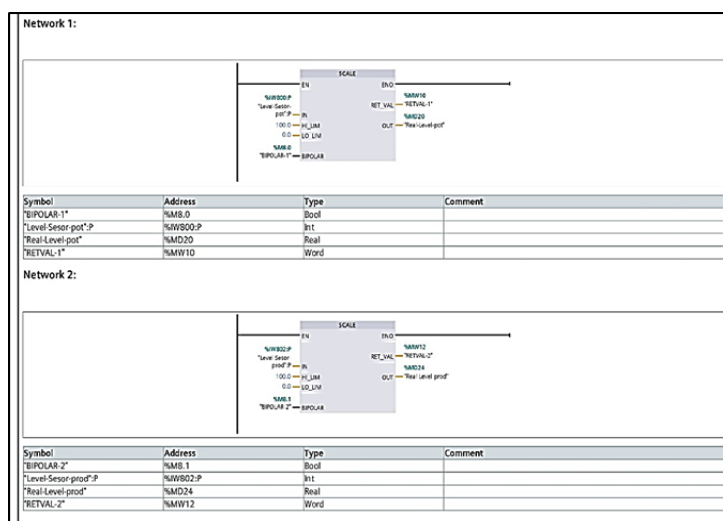 Network 1:
SCALE
EN ENO
%IW800:P
"Level-Sesor-
pot":P IN
100.0 HI_LIM
0.0 LO_LIM
%M8.0
"BIPOLAR-1" BIPOLAR
%MW10
RET_VAL "RETVAL-1"
%MD20
OUT "Real-Level-pot"
Symbol Address Type Comment
"BIPOLAR-1" %M8.0 Bool
"Level-Sesor-pot":P %IW800:P Int
"Real-Level-pot" %MD20 Real
"RETVAL-1" %MW10 Word
Network 2:
SCALE
EN ENO
%IW802:P
"Level-Sesor-
prod":P IN
100.0 HI_LIM
0.0 LO_LIM
%M8.1
"BIPOLAR-2" BIPOLAR
%MW12
RET_VAL "RETVAL-2"
%MD24
OUT "Real-Level-prod"
Symbol Address Type Comment
"BIPOLAR-2" %M8.1 Bool
"Level-Sesor-prod":P %IW802:P Int
"Real-Level-prod" %MD24 Real
"RETVAL-2" %MW12 Word